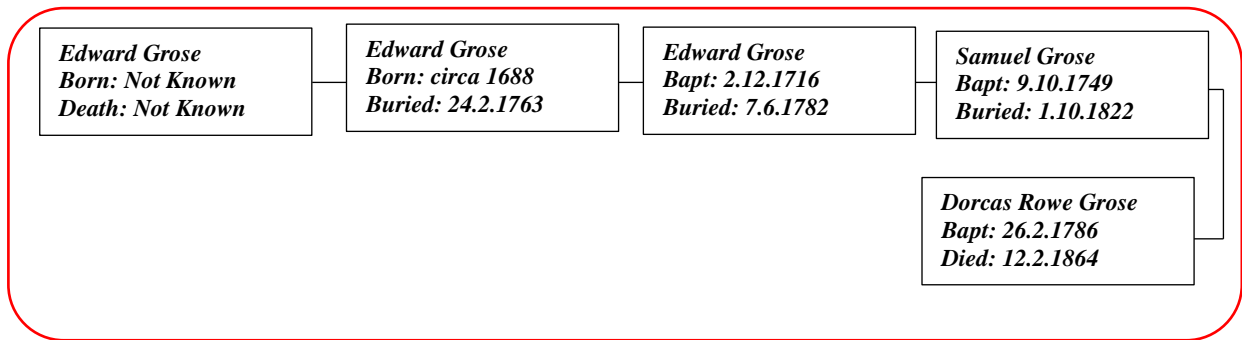 Edward Grose
Born: Not Known
Death: Not Known
Edward Grose
Born: circa 1688
Buried: 24.2.1763
Edward Grose
Bapt: 2.12.1716
Buried: 7.6.1782
Samuel Grose
Bapt: 9.10.1749
Buried: 1.10.1822
Dorcas Rowe Grose
Bapt: 26.2.1786
Died: 12.2.1864